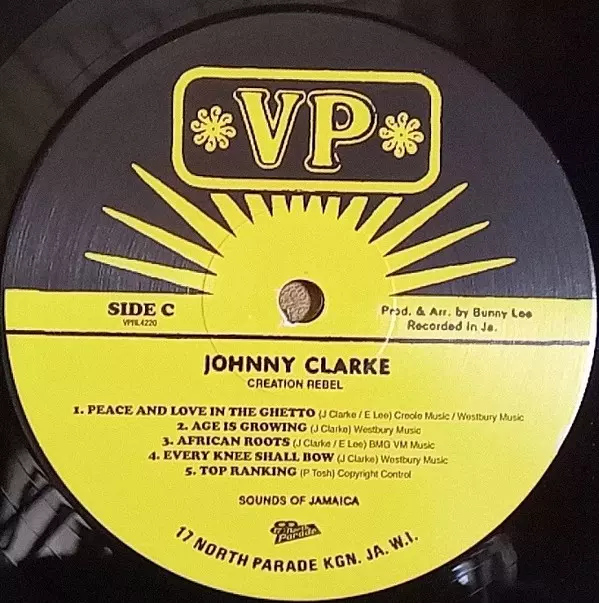 VP
SIDE C
VPRL4220
Prod. & Arr. by Bunny Lee
Recorded in Ja.
JOHNNY CLARKE
CREATION REBEL
1. PEACE AND LOVE IN THE GHETTO (J Clarke / E Lee) Creole Music / Westbury Music
2. AGE IS GROWING (J Clarke) Westbury Music
3. AFRICAN ROOTS (J Clarke / E Lee) BMG VM Music
4. EVERY KNEE SHALL BOW (J Clarke) Westbury Music
5. TOP RANKING (P Tosh) Copyright Control
SOUNDS OF JAMAICA
17 North
Parade
17 NORTH PARADE KGN. JA. W.I.